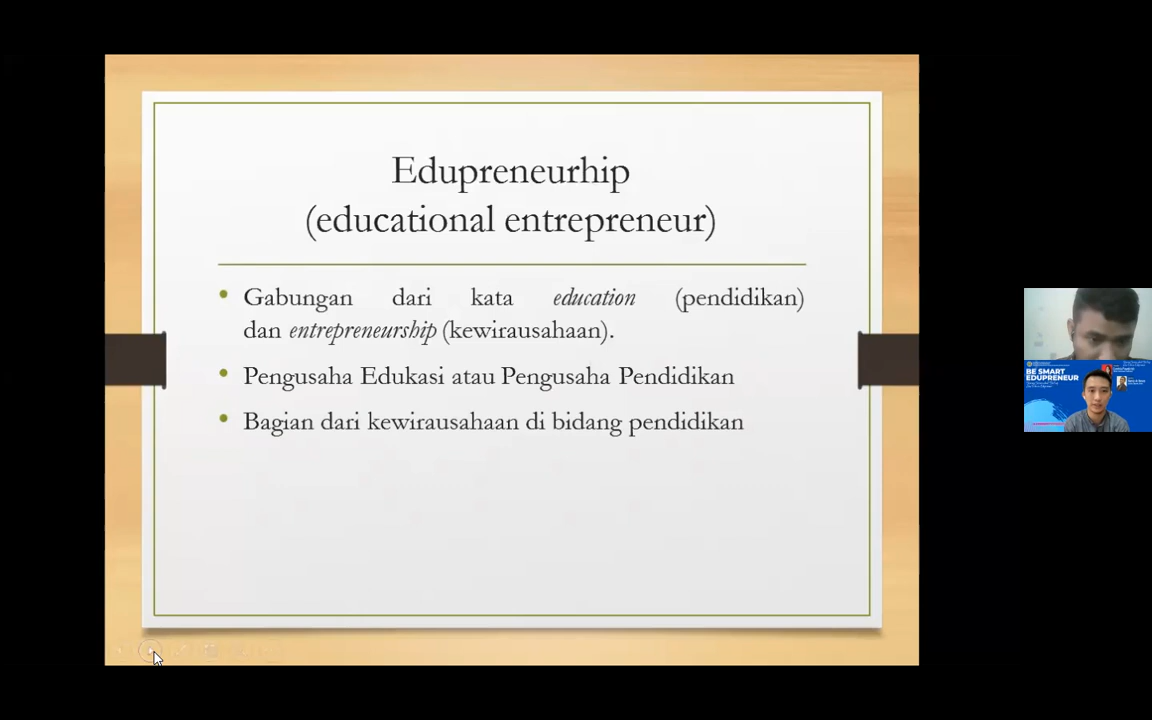 Edupreneurhip
(educational entrepreneur)
• Gabungan dari kata education (pendidikan)
dan entrepreneurship (kewirausahaan).
• Pengusaha Edukasi atau Pengusaha Pendidikan
• Bagian dari kewirausahaan di bidang pendidikan
BE SMART
EDUPRENEUR